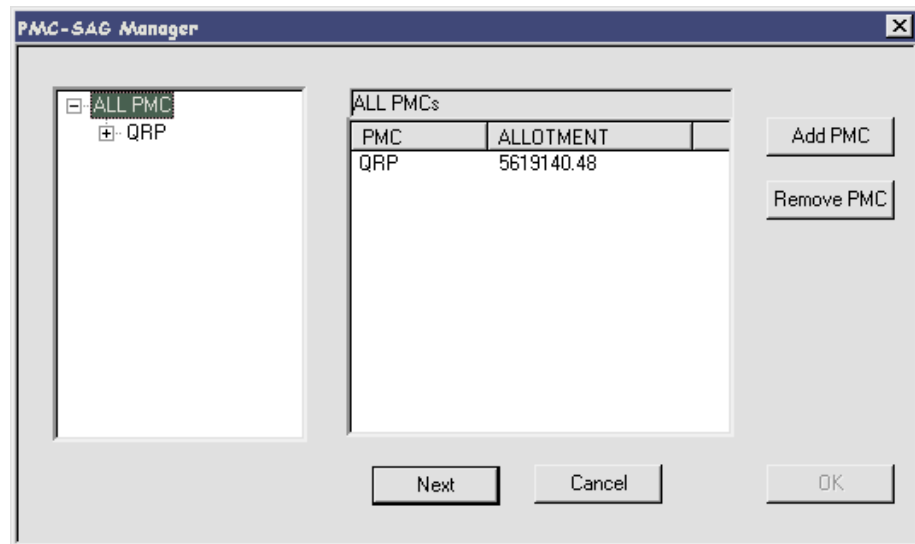 PMC-SAG Manager
ALL PMC
QRP
ALL PMCs
PMC ALLOTMENT
QRP 5619140.48
Add PMC
Remove PMC
Next Cancel OK